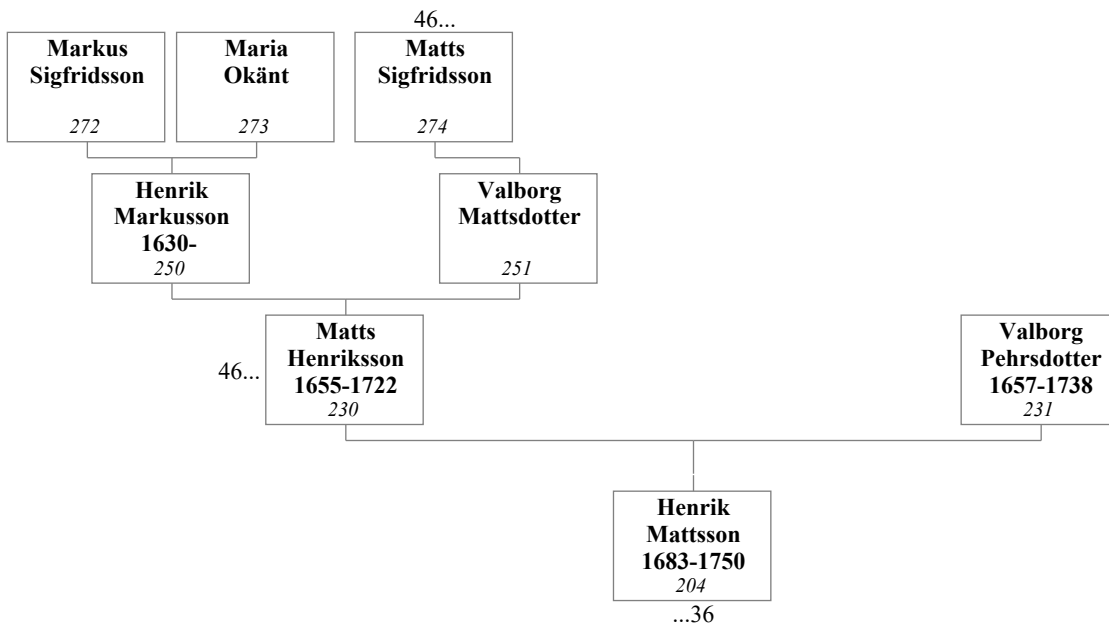 46...
Markus
Sigfridsson
272
Maria
Okänt
273
Matts
Sigfridsson
274
Henrik
Markusson
1630-
250
Valborg
Mattsdotter
251
46...
Matts
Henriksson
1655-1722
230
Valborg
Pehrsdotter
1657-1738
231
Henrik
Mattsson
1683-1750
204
...36